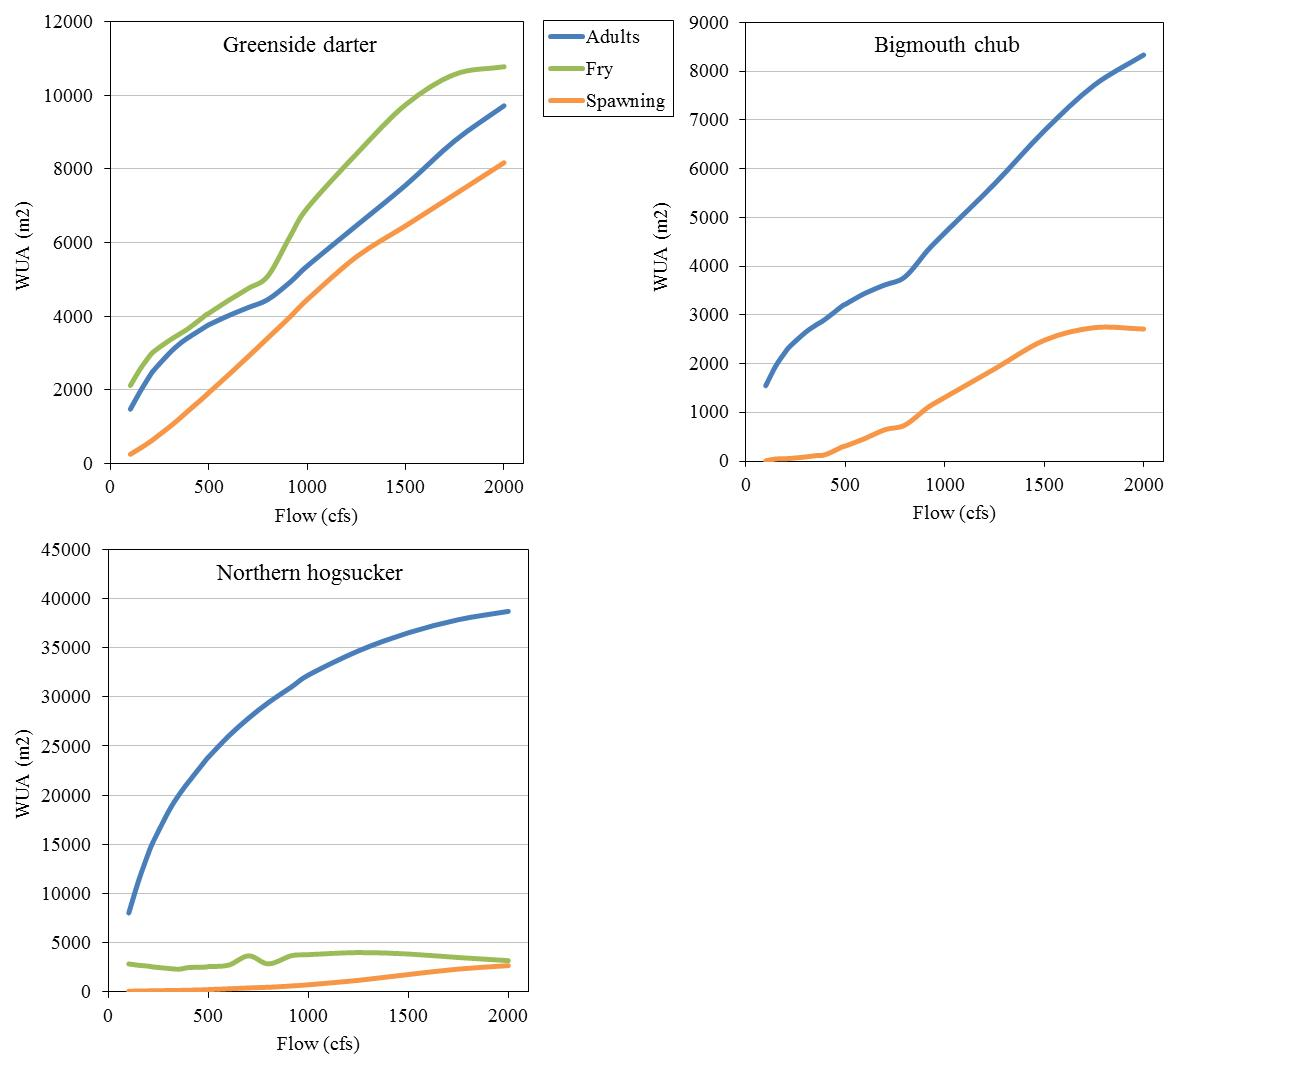 Greenside darter
12000
10000
8000
6000
4000
2000
0
WUA (m2)
0 500 1000 1500 2000
Flow (cfs)
Adults
Fry
Spawning
Bigmouth chub
9000
8000
7000
6000
5000
4000
3000
2000
1000
0
WUA (m2)
0 500 1000 1500 2000
Flow (cfs)
Northern hogsucker
45000
40000
35000
30000
25000
20000
15000
10000
5000
0
WUA (m2)
0 500 1000 1500 2000
Flow (cfs)